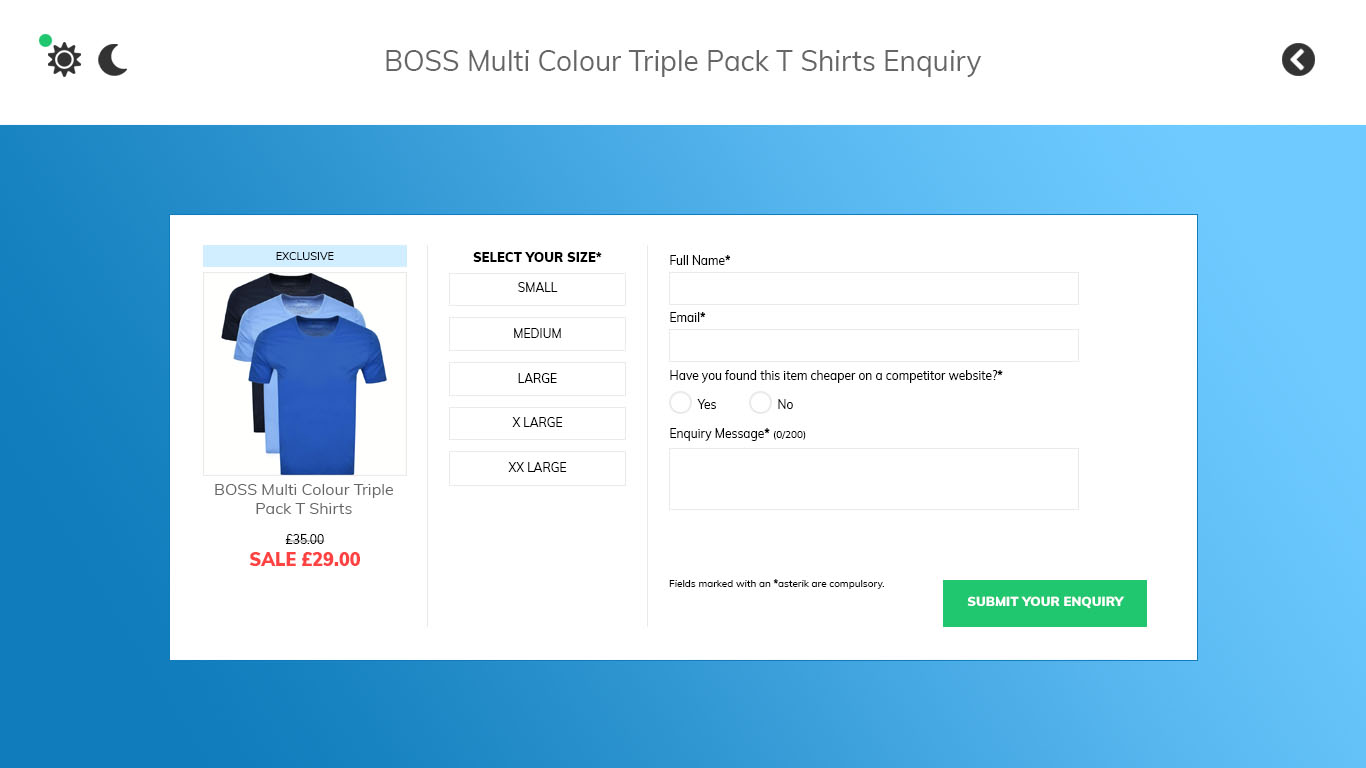 BOSS Multi Colour Triple Pack T Shirts Enquiry
EXCLUSIVE
BOSS Multi Colour Triple
Pack T Shirts
£35.00
SALE £29.00
SELECT YOUR SIZE*
SMALL
MEDIUM
LARGE
X LARGE
XX LARGE
Full Name*
Email*
Have you found this item cheaper on a competitor website?*
Yes No
Enquiry Message* (0/200)
Fields marked with an *asterik are compulsory.
SUBMIT YOUR ENQUIRY